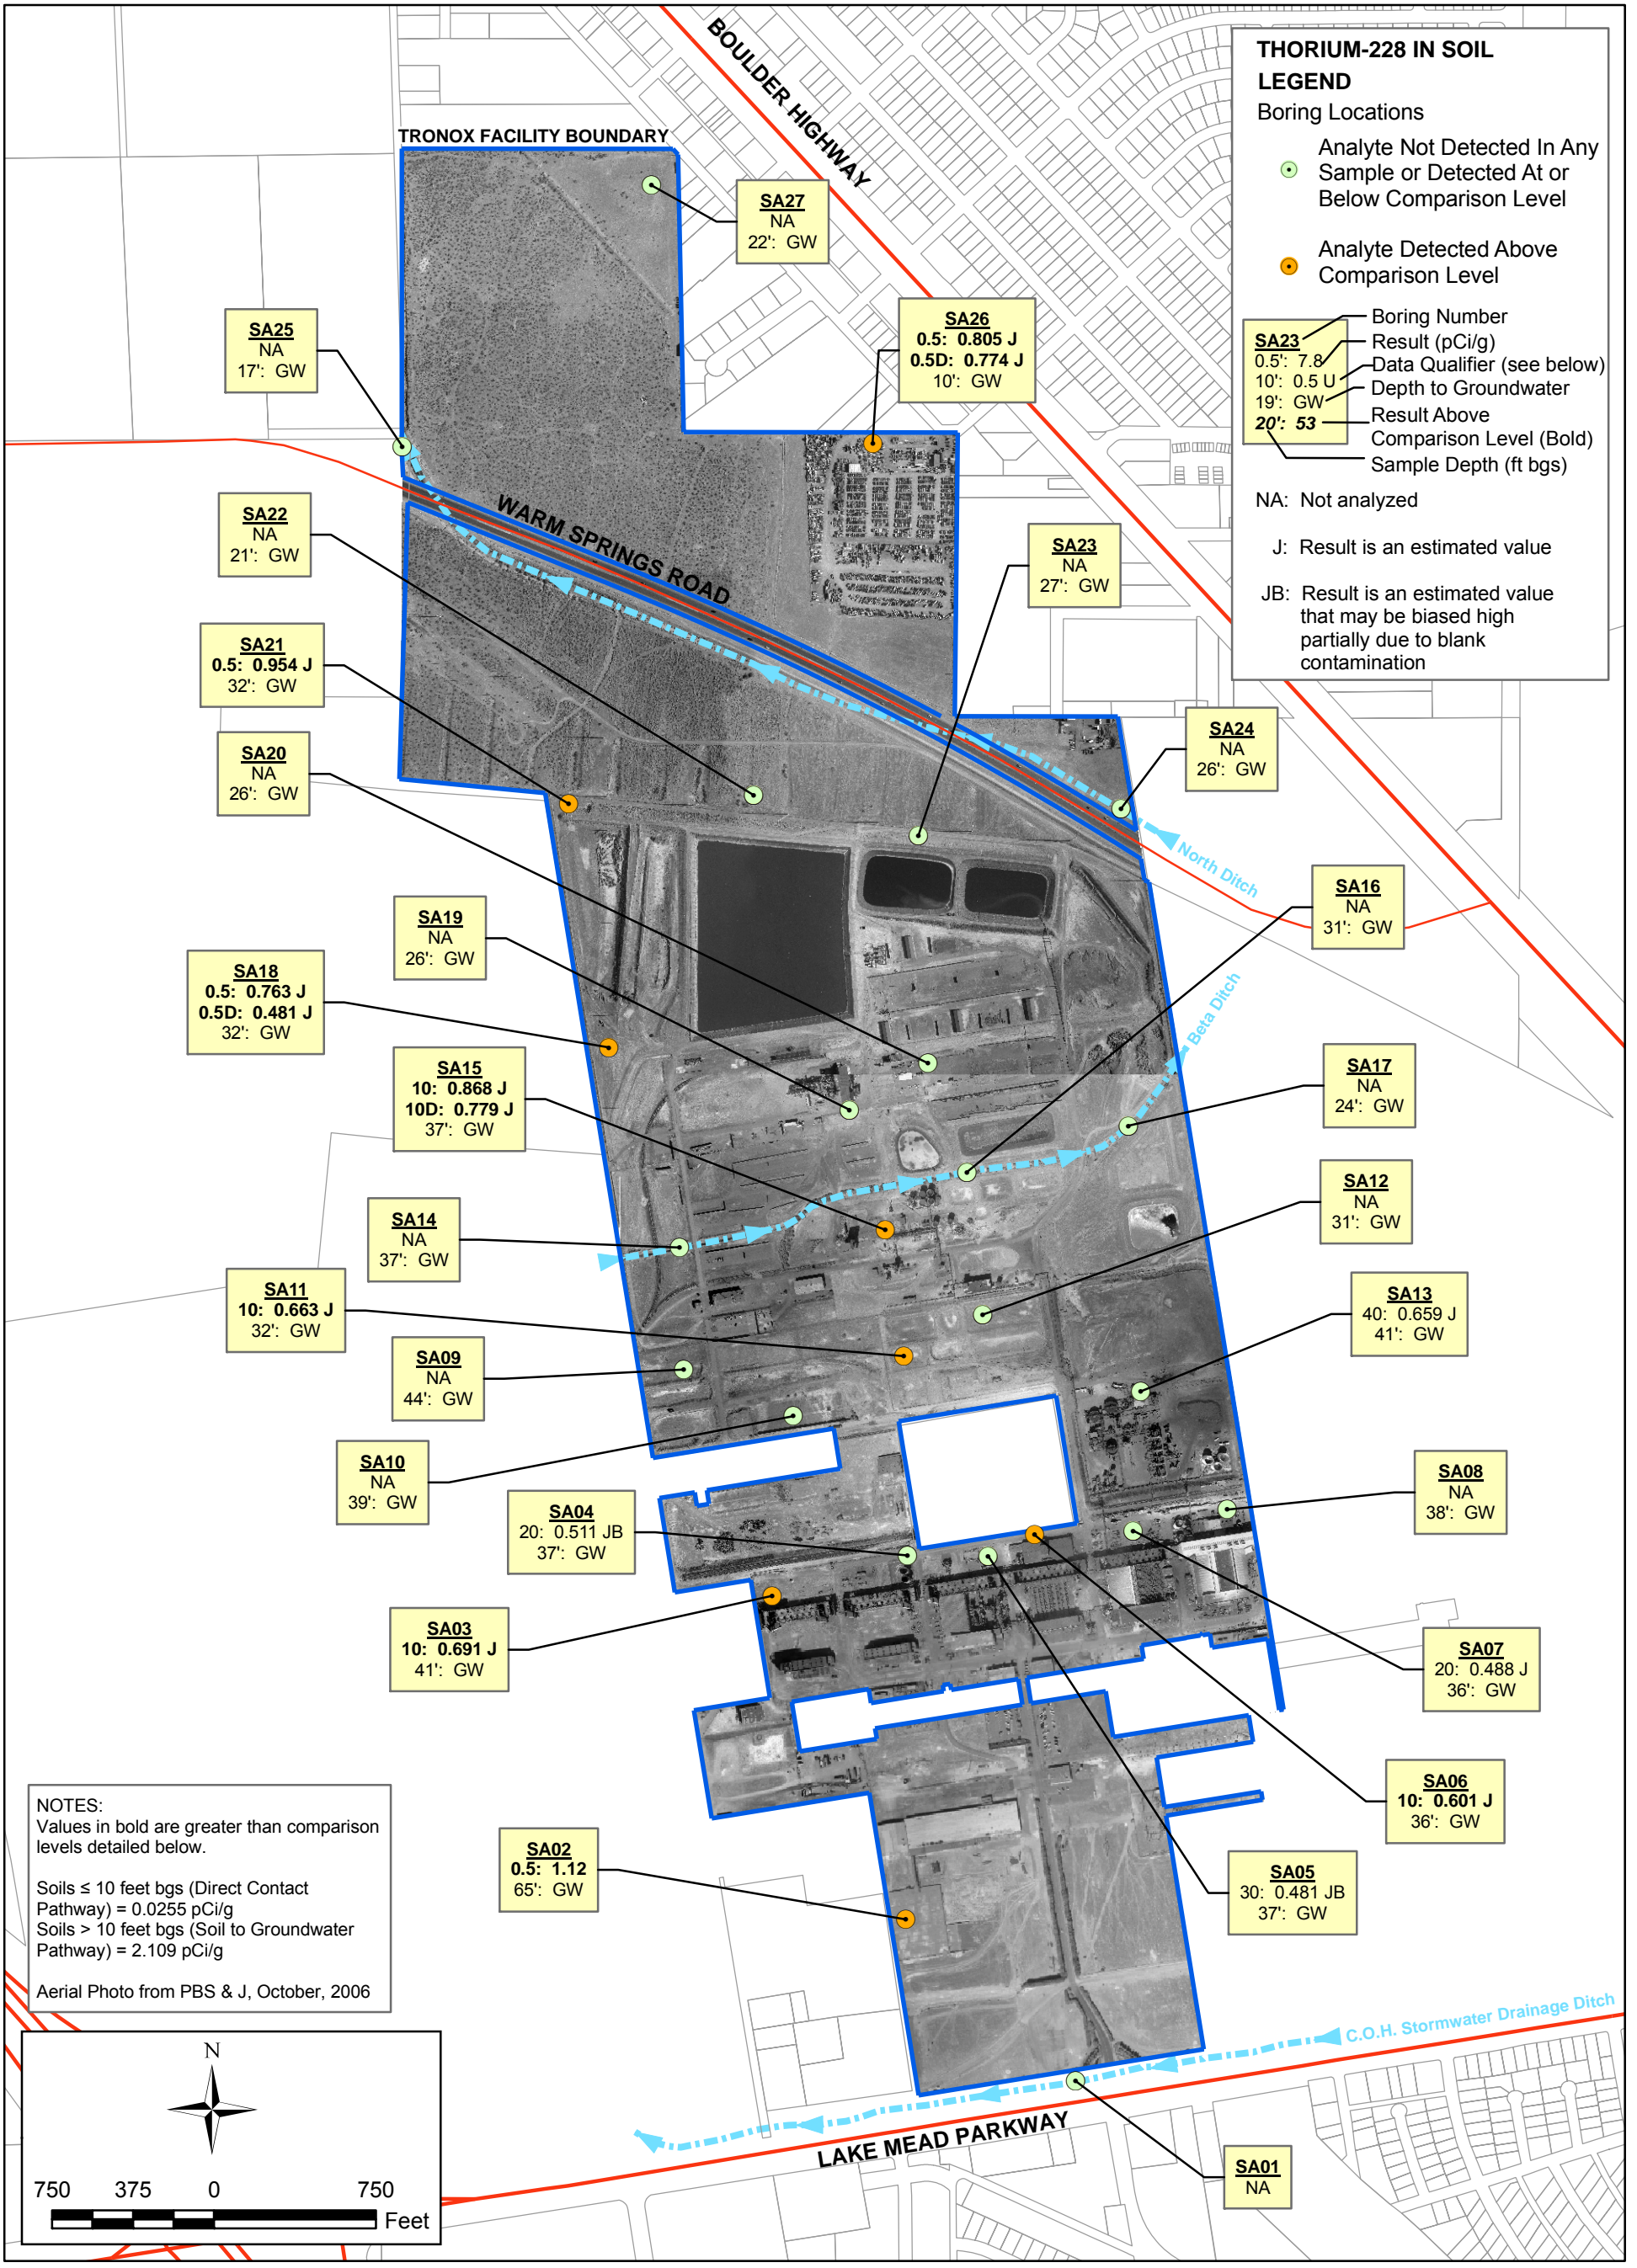 BOULDER HIGHWAY
TRONOX FACILITY BOUNDARY
THORIUM-228 IN SOIL
LEGEND
Boring Locations
Analyte Not Detected In Any
Sample or Detected At or
Below Comparison Level
Analyte Detected Above
Comparison Level
SA23
0.5': 7.8
10': 0.5 U
19': GW
20': 53
Boring Number
Result (pCi/g)
Data Qualifier (see below)
Depth to Groundwater
Result Above
Comparison Level (Bold)
Sample Depth (ft bgs)
NA: Not analyzed
J: Result is an estimated value
JB: Result is an estimated value
that may be biased high
partially due to blank
contamination
SA27
NA
22': GW
SA25
NA
17': GW
SA26
0.5: 0.805 J
0.5D: 0.774 J
10': GW
SA22
NA
21': GW
WARM SPRINGS ROAD
SA23
NA
27': GW
SA21
0.5: 0.954 J
32': GW
SA20
NA
26': GW
SA24
NA
26': GW
North Ditch
SA16
NA
31': GW
SA19
NA
26': GW
SA18
0.5: 0.763 J
0.5D: 0.481 J
32': GW
Beta Ditch
SA15
10: 0.868 J
10D: 0.779 J
37': GW
SA17
NA
24': GW
SA12
NA
31': GW
SA14
NA
37': GW
SA11
10: 0.663 J
32': GW
SA13
40: 0.659 J
41': GW
SA09
NA
44': GW
SA10
NA
39': GW
SA08
NA
38': GW
SA04
20: 0.511 JB
37': GW
SA03
10: 0.691 J
41': GW
SA07
20: 0.488 J
36': GW
SA06
10: 0.601 J
36': GW
SA02
0.5: 1.12
65': GW
SA05
30: 0.481 JB
37': GW
NOTES:
Values in bold are greater than comparison
levels detailed below.
Soils ≤ 10 feet bgs (Direct Contact
Pathway) = 0.0255 pCi/g
Soils > 10 feet bgs (Soil to Groundwater
Pathway) = 2.109 pCi/g
Aerial Photo from PBS & J, October, 2006
C.O.H. Stormwater Drainage Ditch
LAKE MEAD PARKWAY
SA01
NA
N
750 375 0 750
Feet